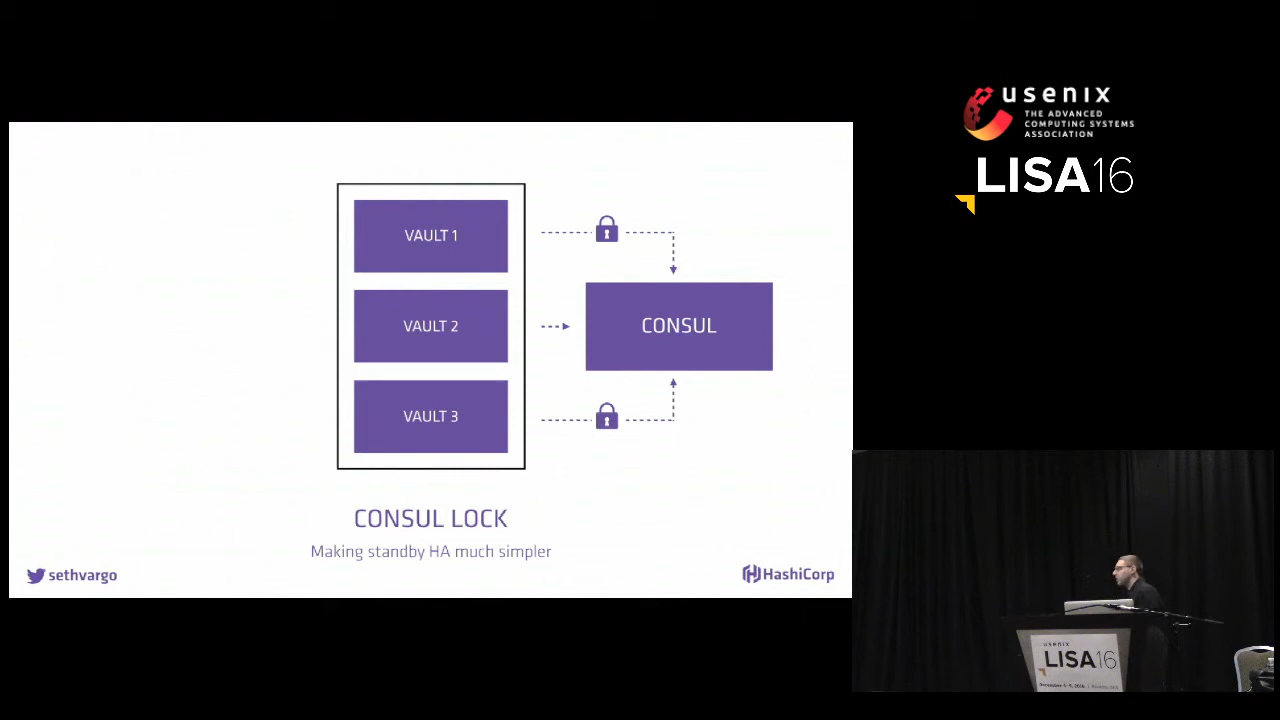 VAULT 1
VAULT 2
VAULT 3
CONSUL
CONSUL LOCK
Making standby HA much simpler
sethvargo
HashiCorp
usenix
THE ADVANCED
COMPUTING SYSTEMS
ASSOCIATION
LISA16
usenix
LISA16